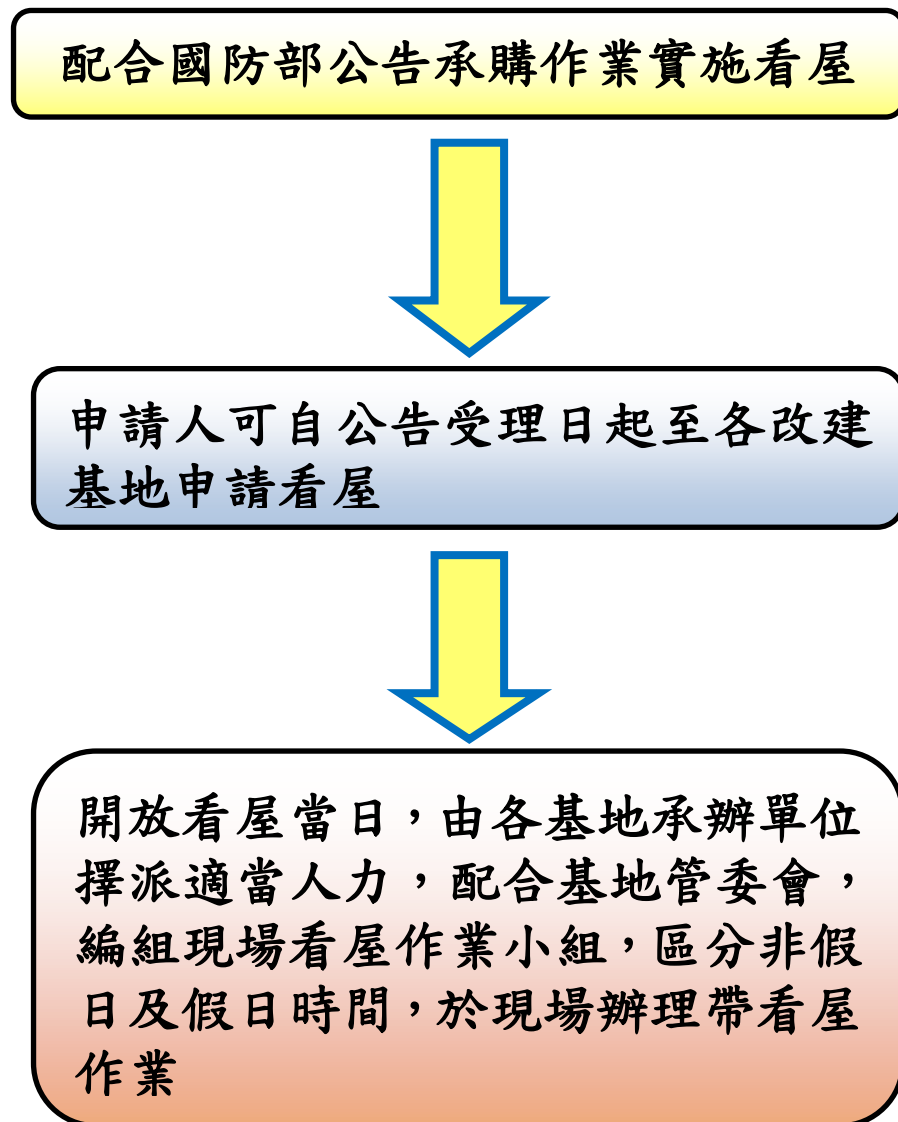 配合國防部公告承購作業實施看屋
申請人可自公告受理日起至各改建
基地申請看屋
開放看屋當日，由各基地承辦單位
擇派適當人力，配合基地管委會，
編組現場看屋作業小組，區分非假
日及假日時間，於現場辦理帶看屋
作業